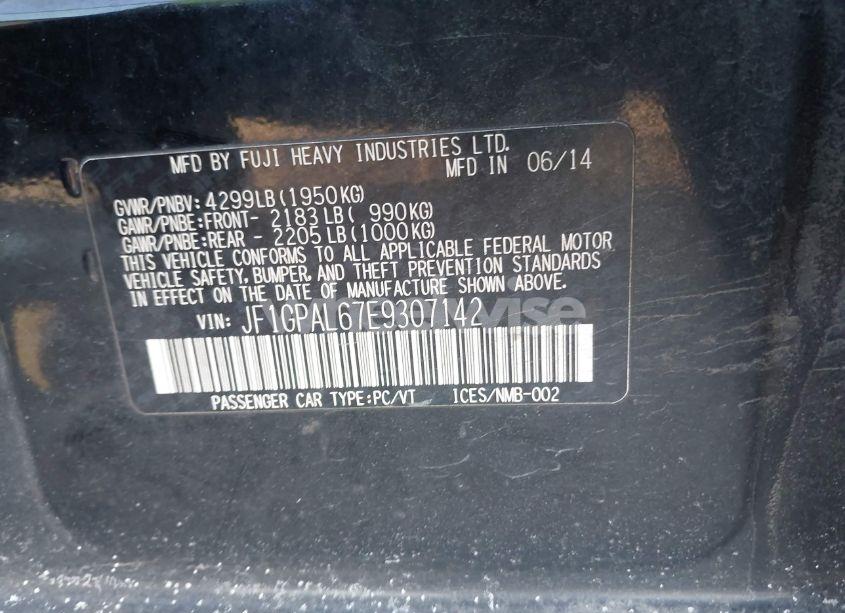 MFD BY FUJI HEAVY INDUSTRIES LTD.
MFD IN 06/14
GVWR/PNBV: 4299LB(1950KG)
GAWR/PNBE:FRONT- 2183LB( 990KG)
GAWR/PNBE:REAR - 2205LB(1000KG)
THIS VEHICLE CONFORMS TO ALL APPLICABLE FEDERAL MOTOR
VEHICLE SAFETY, BUMPER, AND THEFT PREVENTION STANDARDS
IN EFFECT ON THE DATE OF MANUFACTURE SHOWN ABOVE.
VIN: JF1GPAL67E9307142
PASSENGER CAR TYPE:PC/VT ICES/NMB-002